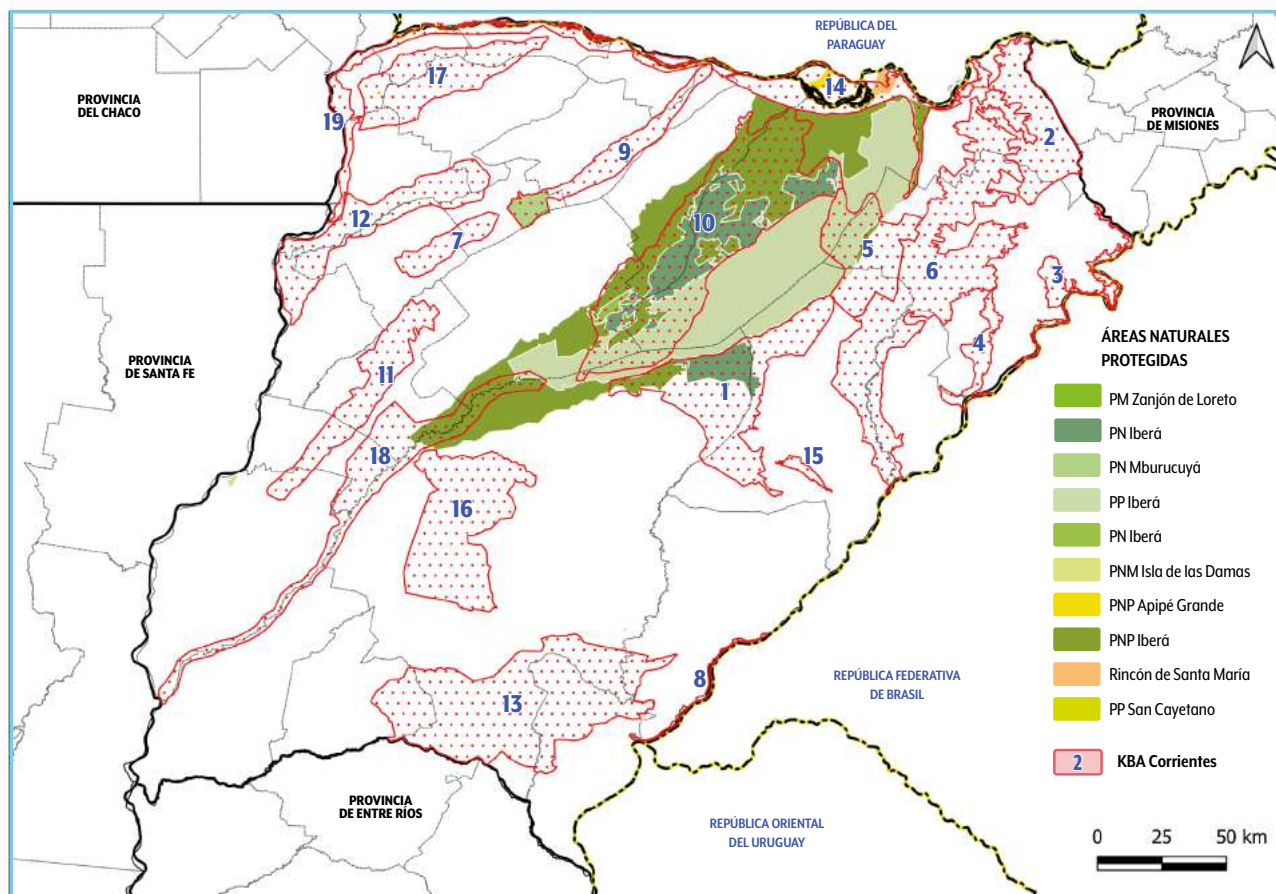 REPÚBLICA DEL
PARAGUAY
PROVINCIA
DEL CHACO
PROVINCIA
DE MISIONES
PROVINCIA
DE SANTA FE
17
14
19
2
9
12
10
7
5
6
3
4
11
1
18
15
16
13
8
REPÚBLICA FEDERATIVA
DE BRASIL
PROVINCIA
DE ENTRE RÍOS
REPÚBLICA ORIENTAL
DEL URUGUAY
ÁREAS NATURALES
PROTEGIDAS
PM Zanjón de Loreto
PN Iberá
PN Mburucuyá
PP Iberá
PN Iberá
PNM Isla de las Damas
PNP Apipé Grande
PNP Iberá
Rincón de Santa María
PP San Cayetano
2 KBA Corrientes
0 25 50 km